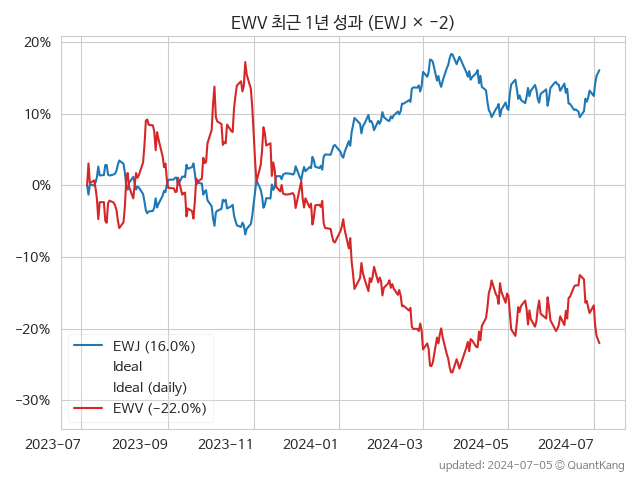 EWV 최근 1년 성과 (EWJ × −2)
20%
10%
0%
−10%
−20%
−30%
EWJ (16.0%)
Ideal
Ideal (daily)
EWV (−22.0%)
2023-07 2023-09 2023-11 2024-01 2024-03 2024-05 2024-07
updated: 2024-07-05 © QuantKang